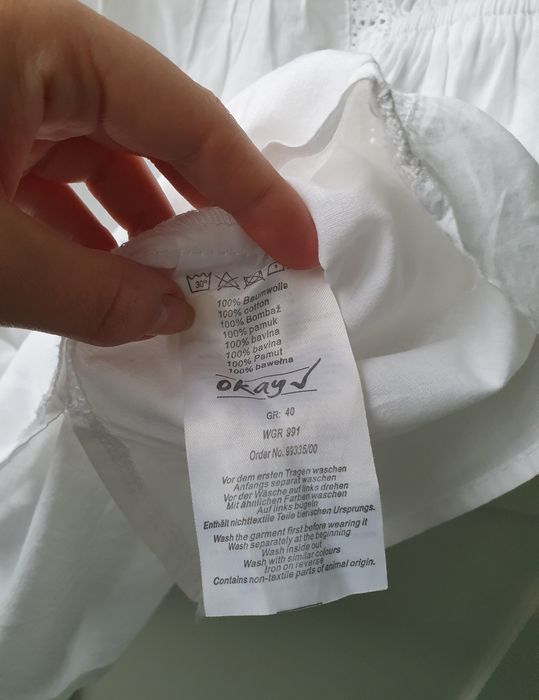 30°
100% Baumwolle
100% cotton
100% Bombaž
100% pamuk
100% bavlna
100% bavlna
100% Pamut
100% bawełna
okay
GR: 40
WGR 991
Order No. 99335/00
Vor dem ersten Tragen waschen
Anfangs separat waschen
Vor der Wäsche auf links drehen
Mit ähnlichen Farben waschen
Auf links bügeln
Enthält nichttextile Teile tierischen Ursprungs.
Wash the garment first before wearing it
Wash separately at the beginning
Wash inside out
Wash with similar colours
Iron on reverse
Contains non-textile parts of animal origin.